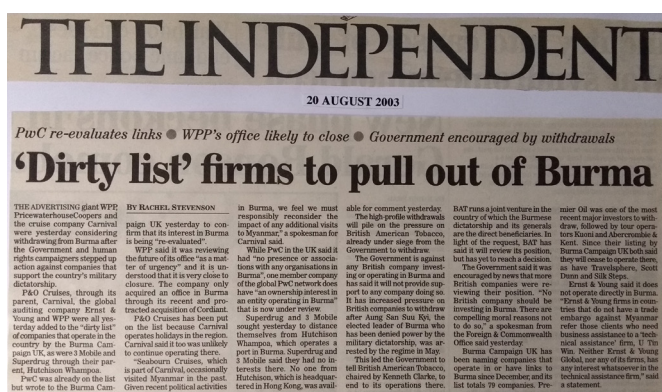 THE INDEPENDENT
20 AUGUST 2003
PwC re-evaluates links ● WPP's office likely to close ● Government encouraged by withdrawals
‘Dirty list’ firms to pull out of Burma
THE ADVERTISING giant WPP,
PricewaterhouseCoopers and
the cruise company Carnival
were yesterday considering
withdrawing from Burma after
the Government and human
rights campaigners stepped up
action against companies that
support the country's military
dictatorship.
P&O Cruises, through its
parent, Carnival, the global
auditing company Ernst &
Young and WPP were all yes-
terday added to the “dirty list”
of companies that operate in the
country by the Burma Cam-
paign UK, as were 3 Mobile and
Superdrug through their par-
ent, Hutchison Whampoa.
PwC was already on the list
but wrote to the Burma Cam-
BY RACHEL STEVENSON
paign UK yesterday to con-
firm that its interest in Burma
is being “re-evaluated”.
WPP said it was reviewing
the future of its office “as a mat-
ter of urgency” and it is un-
derstood that it is very close to
closure. The company only
acquired an office in Burma
through its recent and pro-
tracted acquisition of Cordiant.
P&O Cruises has been put
on the list because Carnival
operates holidays in the region.
Carnival said it too was unlikely
to continue operating there.
“Seabourn Cruises, which
is part of Carnival, occasionally
visited Myanmar in the past.
Given recent political activities
in Burma, we feel we must
responsibly reconsider the
impact of any additional visits
to Myanmar,” a spokesman for
Carnival said.
While PwC in the UK said it
had “no presence or associa-
tions with any organisations in
Burma”, one member company
of the global PwC network does
have “an ownership interest in
an entity operating in Burma”
that is now under review.
Superdrug and 3 Mobile
sought yesterday to distance
themselves from Hutchison
Whampoa, which operates a
port in Burma. Superdrug and 3
Mobile said they had no in-
terests there. No one from
Hutchison, which is headquar-
tered in Hong Kong, was avail-
able for comment yesterday.
The high-profile withdrawals
will pile on the pressure on
British American Tobacco,
already under siege from the
Government to withdraw.
The Government is against
any British company invest-
ing or operating in Burma and
has said it will not provide sup-
port to any company doing so.
It has increased pressure on
British companies to withdraw
after Aung San Suu Kyi, the
elected leader of Burma who
has been denied power by the
military dictatorship, was ar-
rested by the regime in May.
This led the Government to
tell British American Tobacco,
chaired by Kenneth Clarke, to
end to its operations there.
BAT runs a joint venture in the
country of which the Burmese
dictatorship and its generals
are the direct beneficiaries. In
light of the request, BAT has
said it will review its position,
but has yet to reach a decision.
The Government said it was
encouraged by news that more
British companies were re-
viewing their position. “No
British company should be
investing in Burma. There are
compelling moral reasons not
to do so,” a spokesman from
the Foreign & Commonwealth
Office said yesterday.
Burma Campaign UK has
been naming companies that
operate in or have links to
Burma since December, and its
list totals 79 companies. Pre-
mier Oil was one of the most
recent major investors to with-
draw, followed by tour opera-
tors Kuoni and Abercrombie &
Kent. Since their listing by
Burma Campaign UK both said
they will cease to operate there,
as have Travelsphere, Scott
Dunn and Silk Steps.
Ernst & Young said it does
not operate directly in Burma.
“Ernst & Young firms in coun-
tries that do not have a trade
embargo against Myanmar
refer those clients who need
business assistance to a ‘tech-
nical assistance’ firm, U Tin
Win. Neither Ernst & Young
Global, nor any of its firms, has
any interest whatsoever in the
technical assistance firm,” said
a statement.